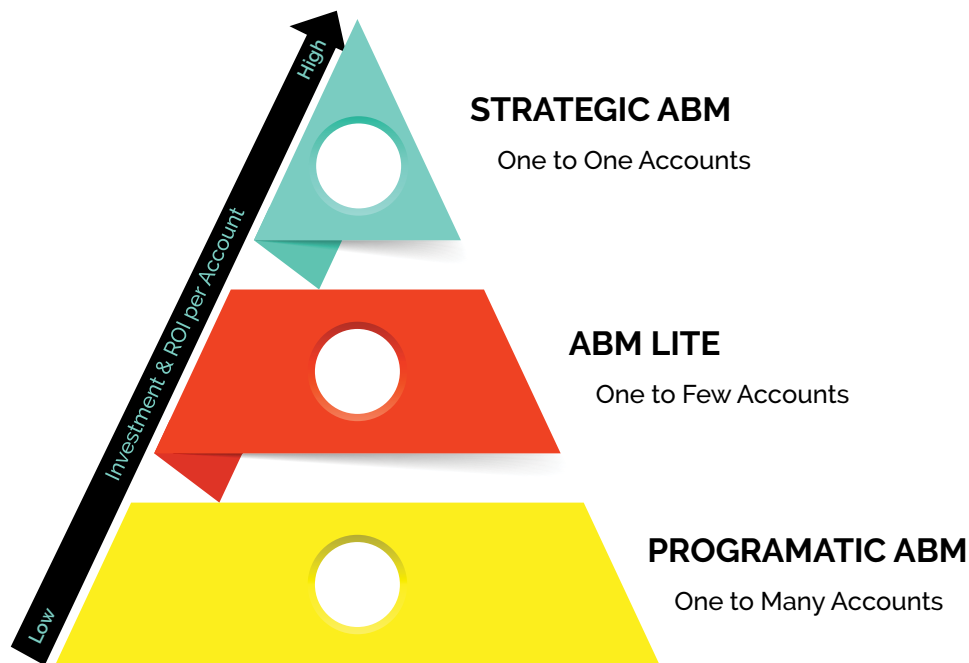 High
Investment & ROI per Account
Low
STRATEGIC ABM
One to One Accounts
ABM LITE
One to Few Accounts
PROGRAMATIC ABM
One to Many Accounts